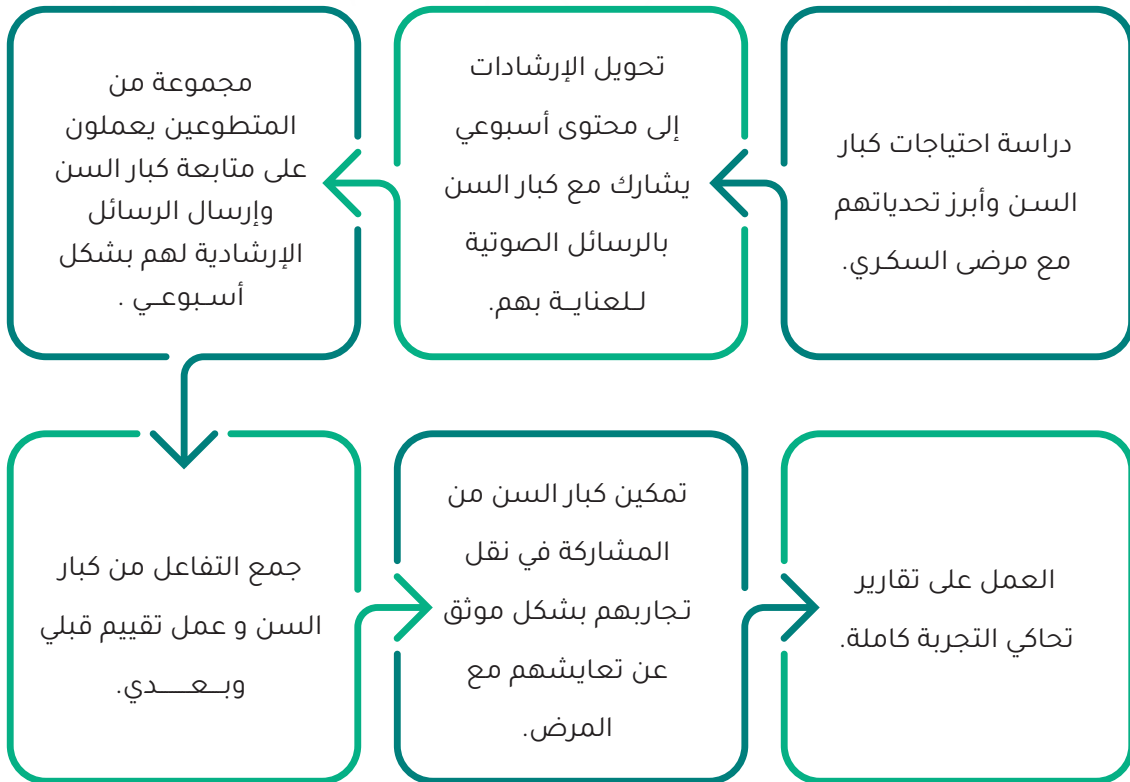 دراسة احتياجات كبار
السن وأبرز تحدياتهم
مع مرضى السكري.
تحويل الإرشادات
إلى محتوى أسبوعي
يشارك مع كبار السن
بالرسائل الصوتية
للعناية بهم.
مجموعة من
المتطوعين يعملون
على متابعة كبار السن
وإرسال الرسائل
الإرشادية لهم بشكل
أسبوعي .
جمع التفاعل من كبار
السن و عمل تقييم قبلي
وبعدي.
تمكين كبار السن من
المشاركة في نقل
تجاربهم بشكل موثق
عن تعايشهم مع
المرض.
العمل على تقارير
تحاكي التجربة كاملة.